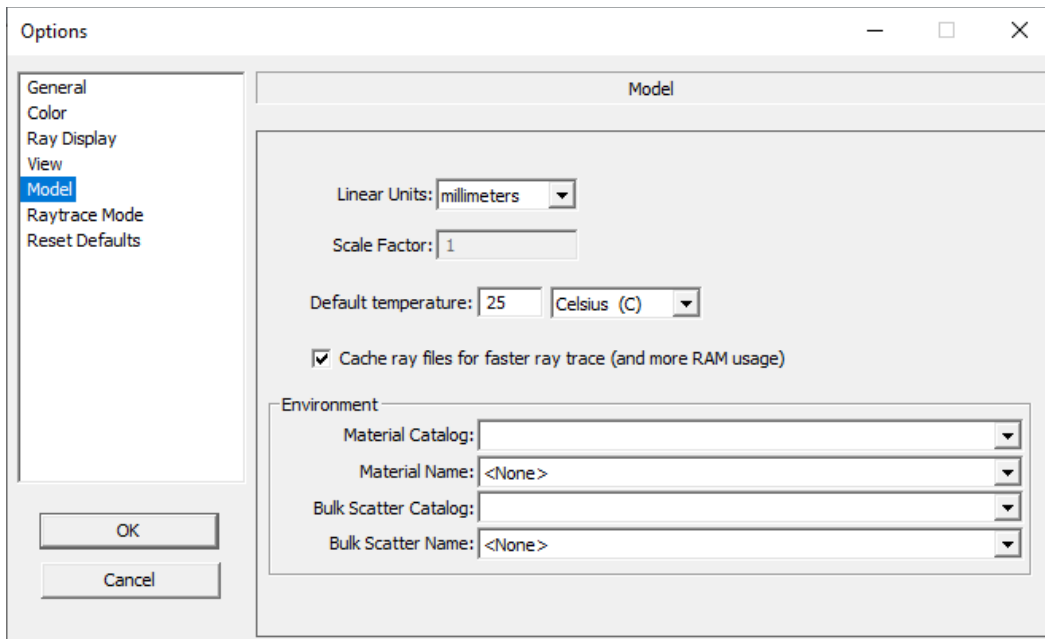 Options
General
Color
Ray Display
View
Model
Raytrace Mode
Reset Defaults
OK
Cancel
Model
Linear Units: millimeters
Scale Factor: 1
Default temperature: 25 Celsius (C)
Cache ray files for faster ray trace (and more RAM usage)
Environment
Material Catalog:
Material Name: <None>
Bulk Scatter Catalog:
Bulk Scatter Name: <None>